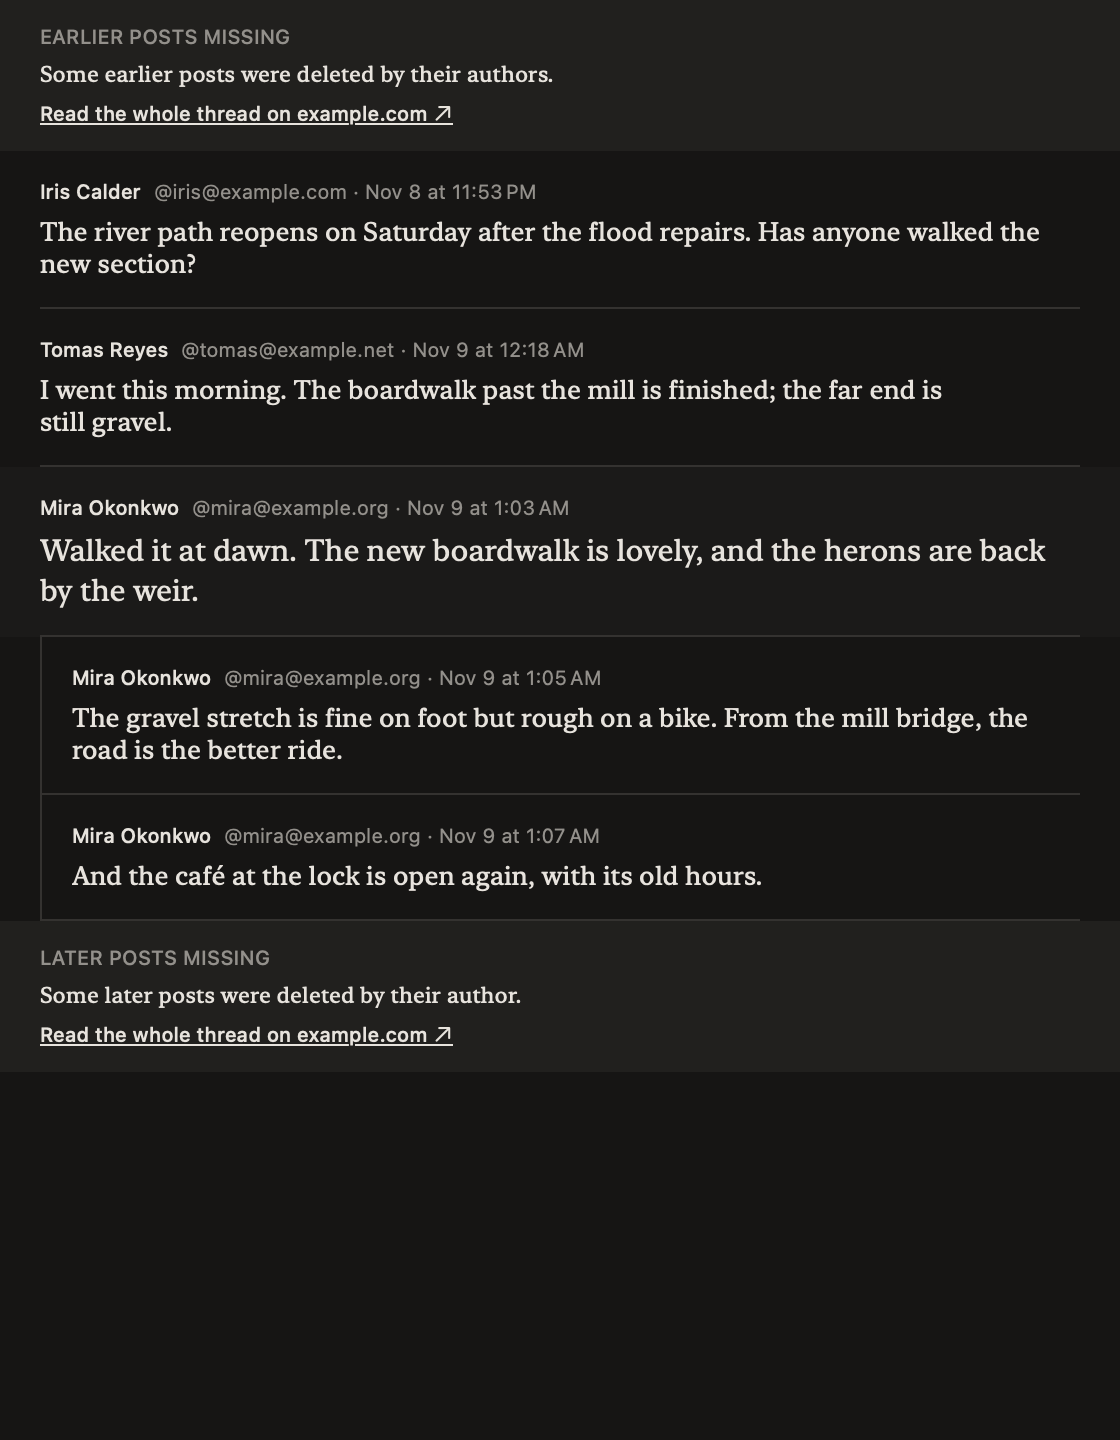 EARLIER POSTS MISSING
Some earlier posts were deleted by their authors.
Read the whole thread on example.com ↗
Iris Calder @iris@example.com · Nov 8 at 11:53 PM
The river path reopens on Saturday after the flood repairs. Has anyone walked the
new section?
Tomas Reyes @tomas@example.net · Nov 9 at 12:18 AM
I went this morning. The boardwalk past the mill is finished; the far end is
still gravel.
Mira Okonkwo @mira@example.org · Nov 9 at 1:03 AM
Walked it at dawn. The new boardwalk is lovely, and the herons are back
by the weir.
Mira Okonkwo @mira@example.org · Nov 9 at 1:05 AM
The gravel stretch is fine on foot but rough on a bike. From the mill bridge, the
road is the better ride.
Mira Okonkwo @mira@example.org · Nov 9 at 1:07 AM
And the café at the lock is open again, with its old hours.
LATER POSTS MISSING
Some later posts were deleted by their author.
Read the whole thread on example.com ↗